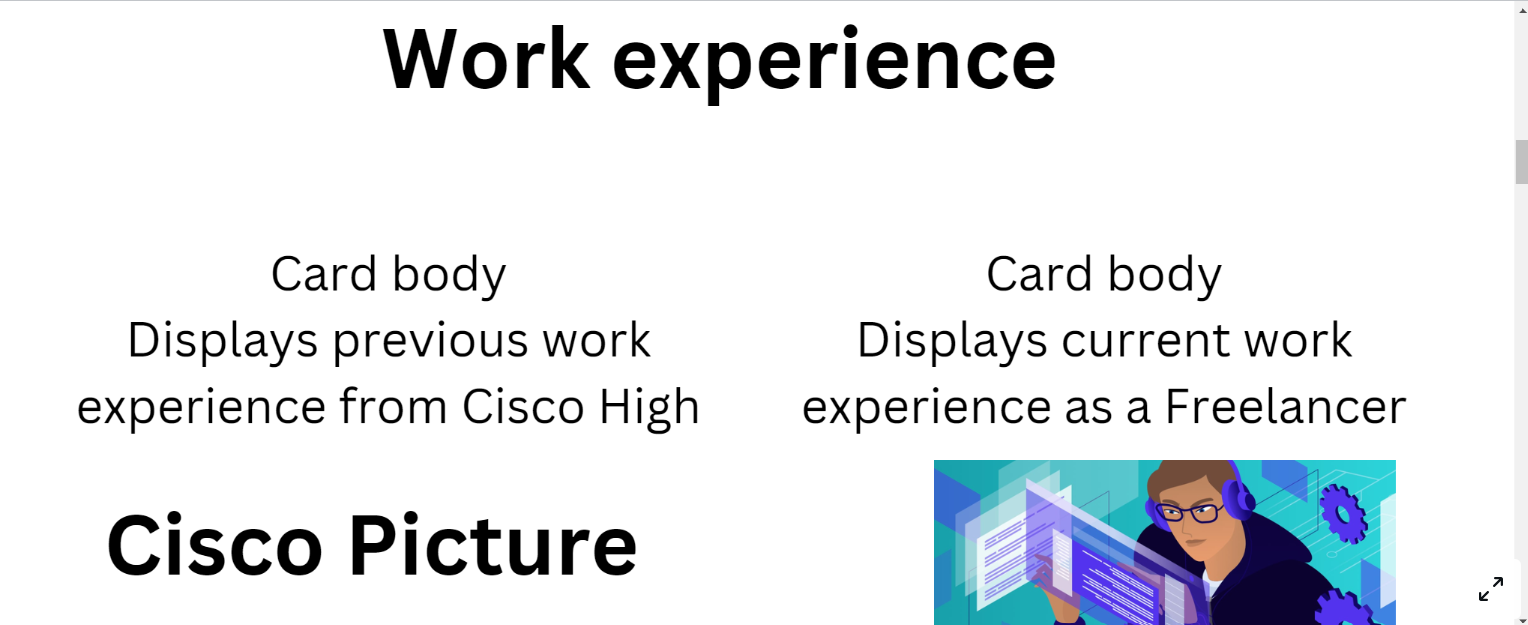 Work experience
Card body
Displays previous work
experience from Cisco High
Cisco Picture
Card body
Displays current work
experience as a Freelancer